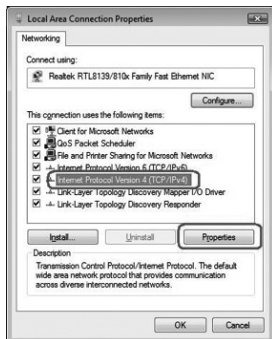 Local Area Connection Properties
Networking
Connect using:
Realtek RTL8139/810x Family Fast Ethernet NIC
Configure...
This connection uses the following items:
Client for Microsoft Networks
QoS Packet Scheduler
File and Printer Sharing for Microsoft Networks
Internet Protocol Version 6 (TCP/IPv6)
Internet Protocol Version 4 (TCP/IPv4)
Link-Layer Topology Discovery Mapper I/O Driver
Link-Layer Topology Discovery Responder
Install...
Uninstall
Properties
Description
Transmission Control Protocol/Internet Protocol. The default
wide area network protocol that provides communication
across diverse interconnected networks.
OK
Cancel